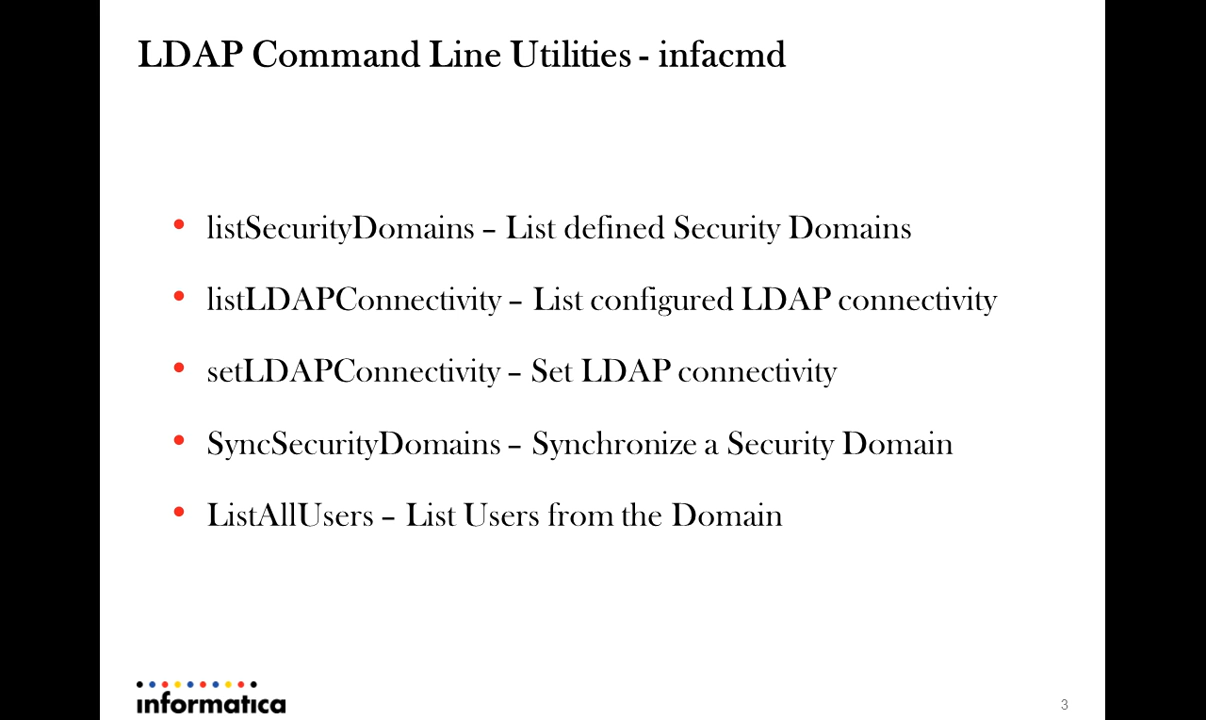 LDAP Command Line Utilities - infacmd
• listSecurityDomains – List defined Security Domains
• listLDAPConnectivity – List configured LDAP connectivity
• setLDAPConnectivity – Set LDAP connectivity
• SyncSecurityDomains – Synchronize a Security Domain
• ListAllUsers – List Users from the Domain
informatica
3